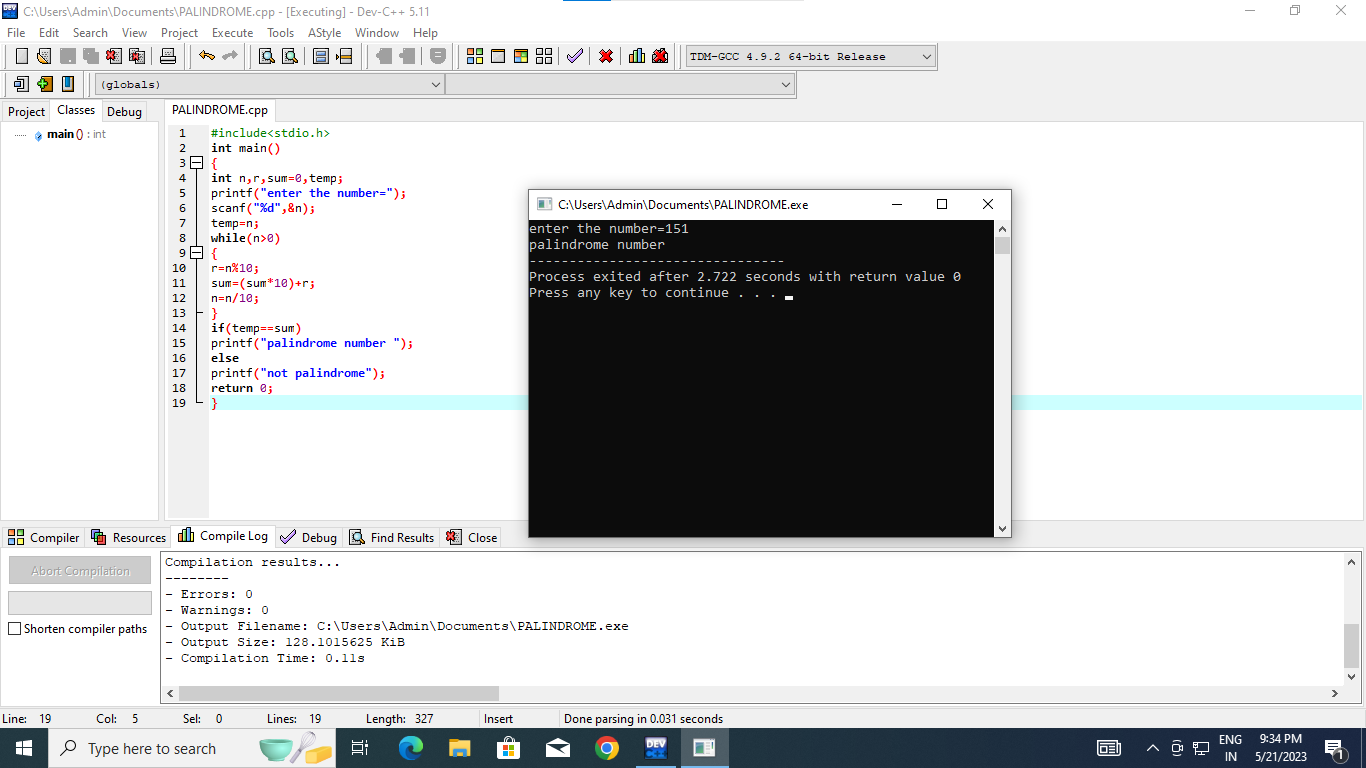 C:\Users\Admin\Documents\PALINDROME.cpp - [Executing] - Dev-C++ 5.11
File Edit Search View Project Execute Tools AStyle Window Help
TDM-GCC 4.9.2 64-bit Release
(globals)
Project Classes Debug
main () : int
PALINDROME.cpp
1 #include<stdio.h>
2 int main()
3 {
4 int n,r,sum=0,temp;
5 printf("enter the number=");
6 scanf("%d",&n);
7 temp=n;
8 while(n>0)
9 {
10 r=n%10;
11 sum=(sum*10)+r;
12 n=n/10;
13 }
14 if(temp==sum)
15 printf("palindrome number ");
16 else
17 printf("not palindrome");
18 return 0;
19 }
C:\Users\Admin\Documents\PALINDROME.exe
enter the number=151
palindrome number
--------------------------------
Process exited after 2.722 seconds with return value 0
Press any key to continue . . .
Compiler Resources Compile Log Debug Find Results Close
Abort Compilation
Shorten compiler paths
Compilation results...
--------
- Errors: 0
- Warnings: 0
- Output Filename: C:\Users\Admin\Documents\PALINDROME.exe
- Output Size: 128.1015625 KiB
- Compilation Time: 0.11s
Line: 19 Col: 5 Sel: 0 Lines: 19 Length: 327 Insert Done parsing in 0.031 seconds
Type here to search
DEV
ENG
IN
9:34 PM
5/21/2023
1